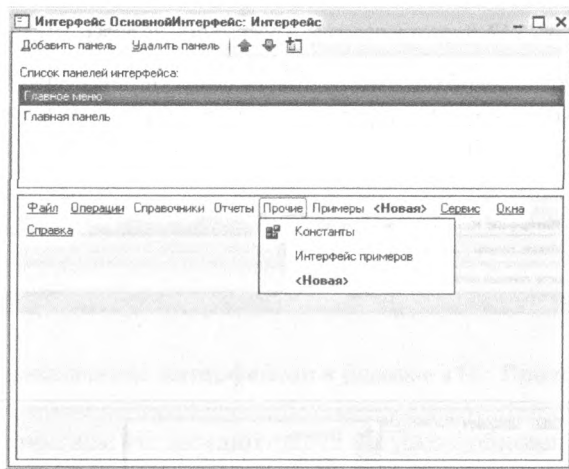 Интерфейс ОсновнойИнтерфейс: Интерфейс
Добавить панель Удалить панель
Список панелей интерфейса:
Главное меню
Главная панель
Файл Операции Справочники Отчеты Прочие Примеры <Новая> Сервис Окна
Справка
Константы
Интерфейс примеров
<Новая>